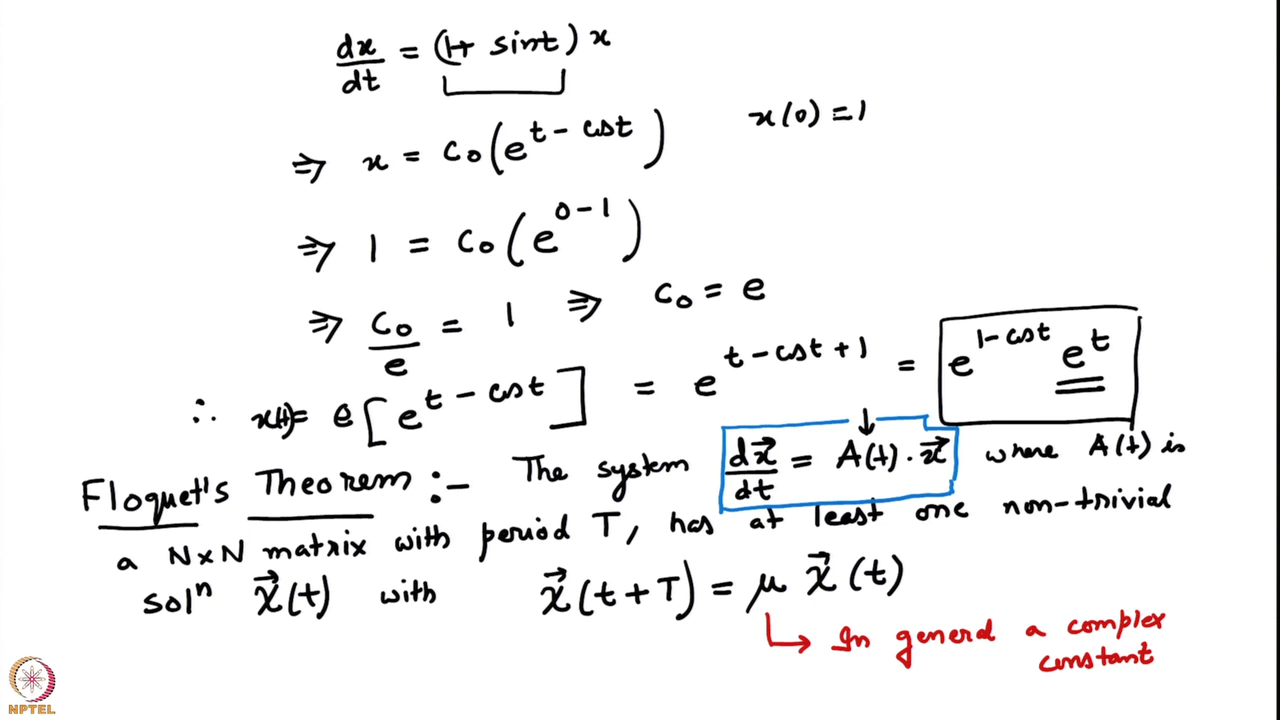 dx/dt = (1+ sint) x
⇒ x = C₀(e^{t - cost}) x(0) = 1
⇒ 1 = C₀(e^{0-1})
⇒ C₀/e = 1 ⇒ C₀ = e
∴ x(t) = e[e^{t - cost}] = e^{t - cost + 1} = e^{1-cost} e^t
Floquet's Theorem :- The system dx⃗/dt = A(t)·x⃗ where A(t) is
a N×N matrix with period T, has at least one non-trivial
solⁿ x⃗(t) with x⃗(t+T) = μ x⃗(t)
↳ In general a complex
constant
NPTEL